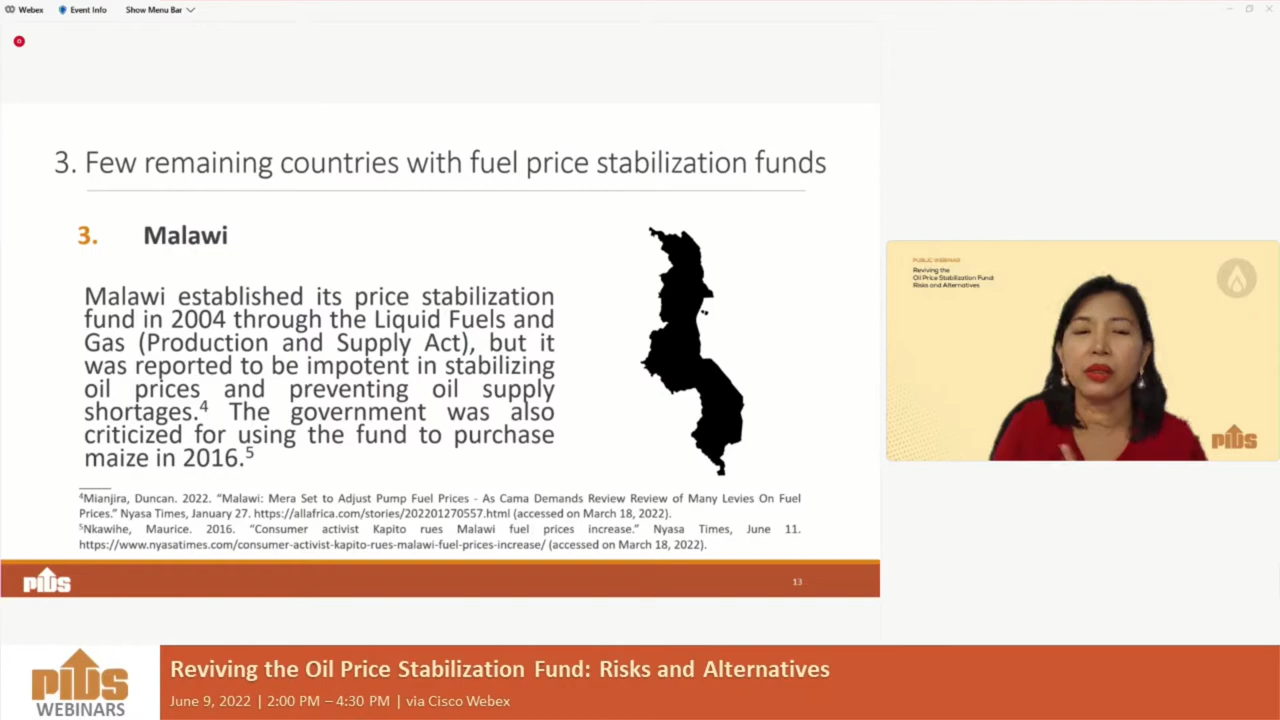 Webex Event Info Show Menu Bar
3. Few remaining countries with fuel price stabilization funds
3. Malawi
Malawi established its price stabilization
fund in 2004 through the Liquid Fuels and
Gas (Production and Supply Act), but it
was reported to be impotent in stabilizing
oil prices and preventing oil supply
shortages.⁴ The government was also
criticized for using the fund to purchase
maize in 2016.⁵
⁴Mianjira, Duncan. 2022. “Malawi: Mera Set to Adjust Pump Fuel Prices - As Cama Demands Review Review of Many Levies On Fuel
Prices.” Nyasa Times, January 27. https://allafrica.com/stories/202201270557.html (accessed on March 18, 2022).
⁵Nkawihe, Maurice. 2016. “Consumer activist Kapito rues Malawi fuel prices increase.” Nyasa Times, June 11.
https://www.nyasatimes.com/consumer-activist-kapito-rues-malawi-fuel-prices-increase/ (accessed on March 18, 2022).
PIDS
13
PUBLIC WEBINAR
Reviving the
Oil Price Stabilization Fund:
Risks and Alternatives
PIDS
PIDS
WEBINARS
Reviving the Oil Price Stabilization Fund: Risks and Alternatives
June 9, 2022 | 2:00 PM – 4:30 PM | via Cisco Webex